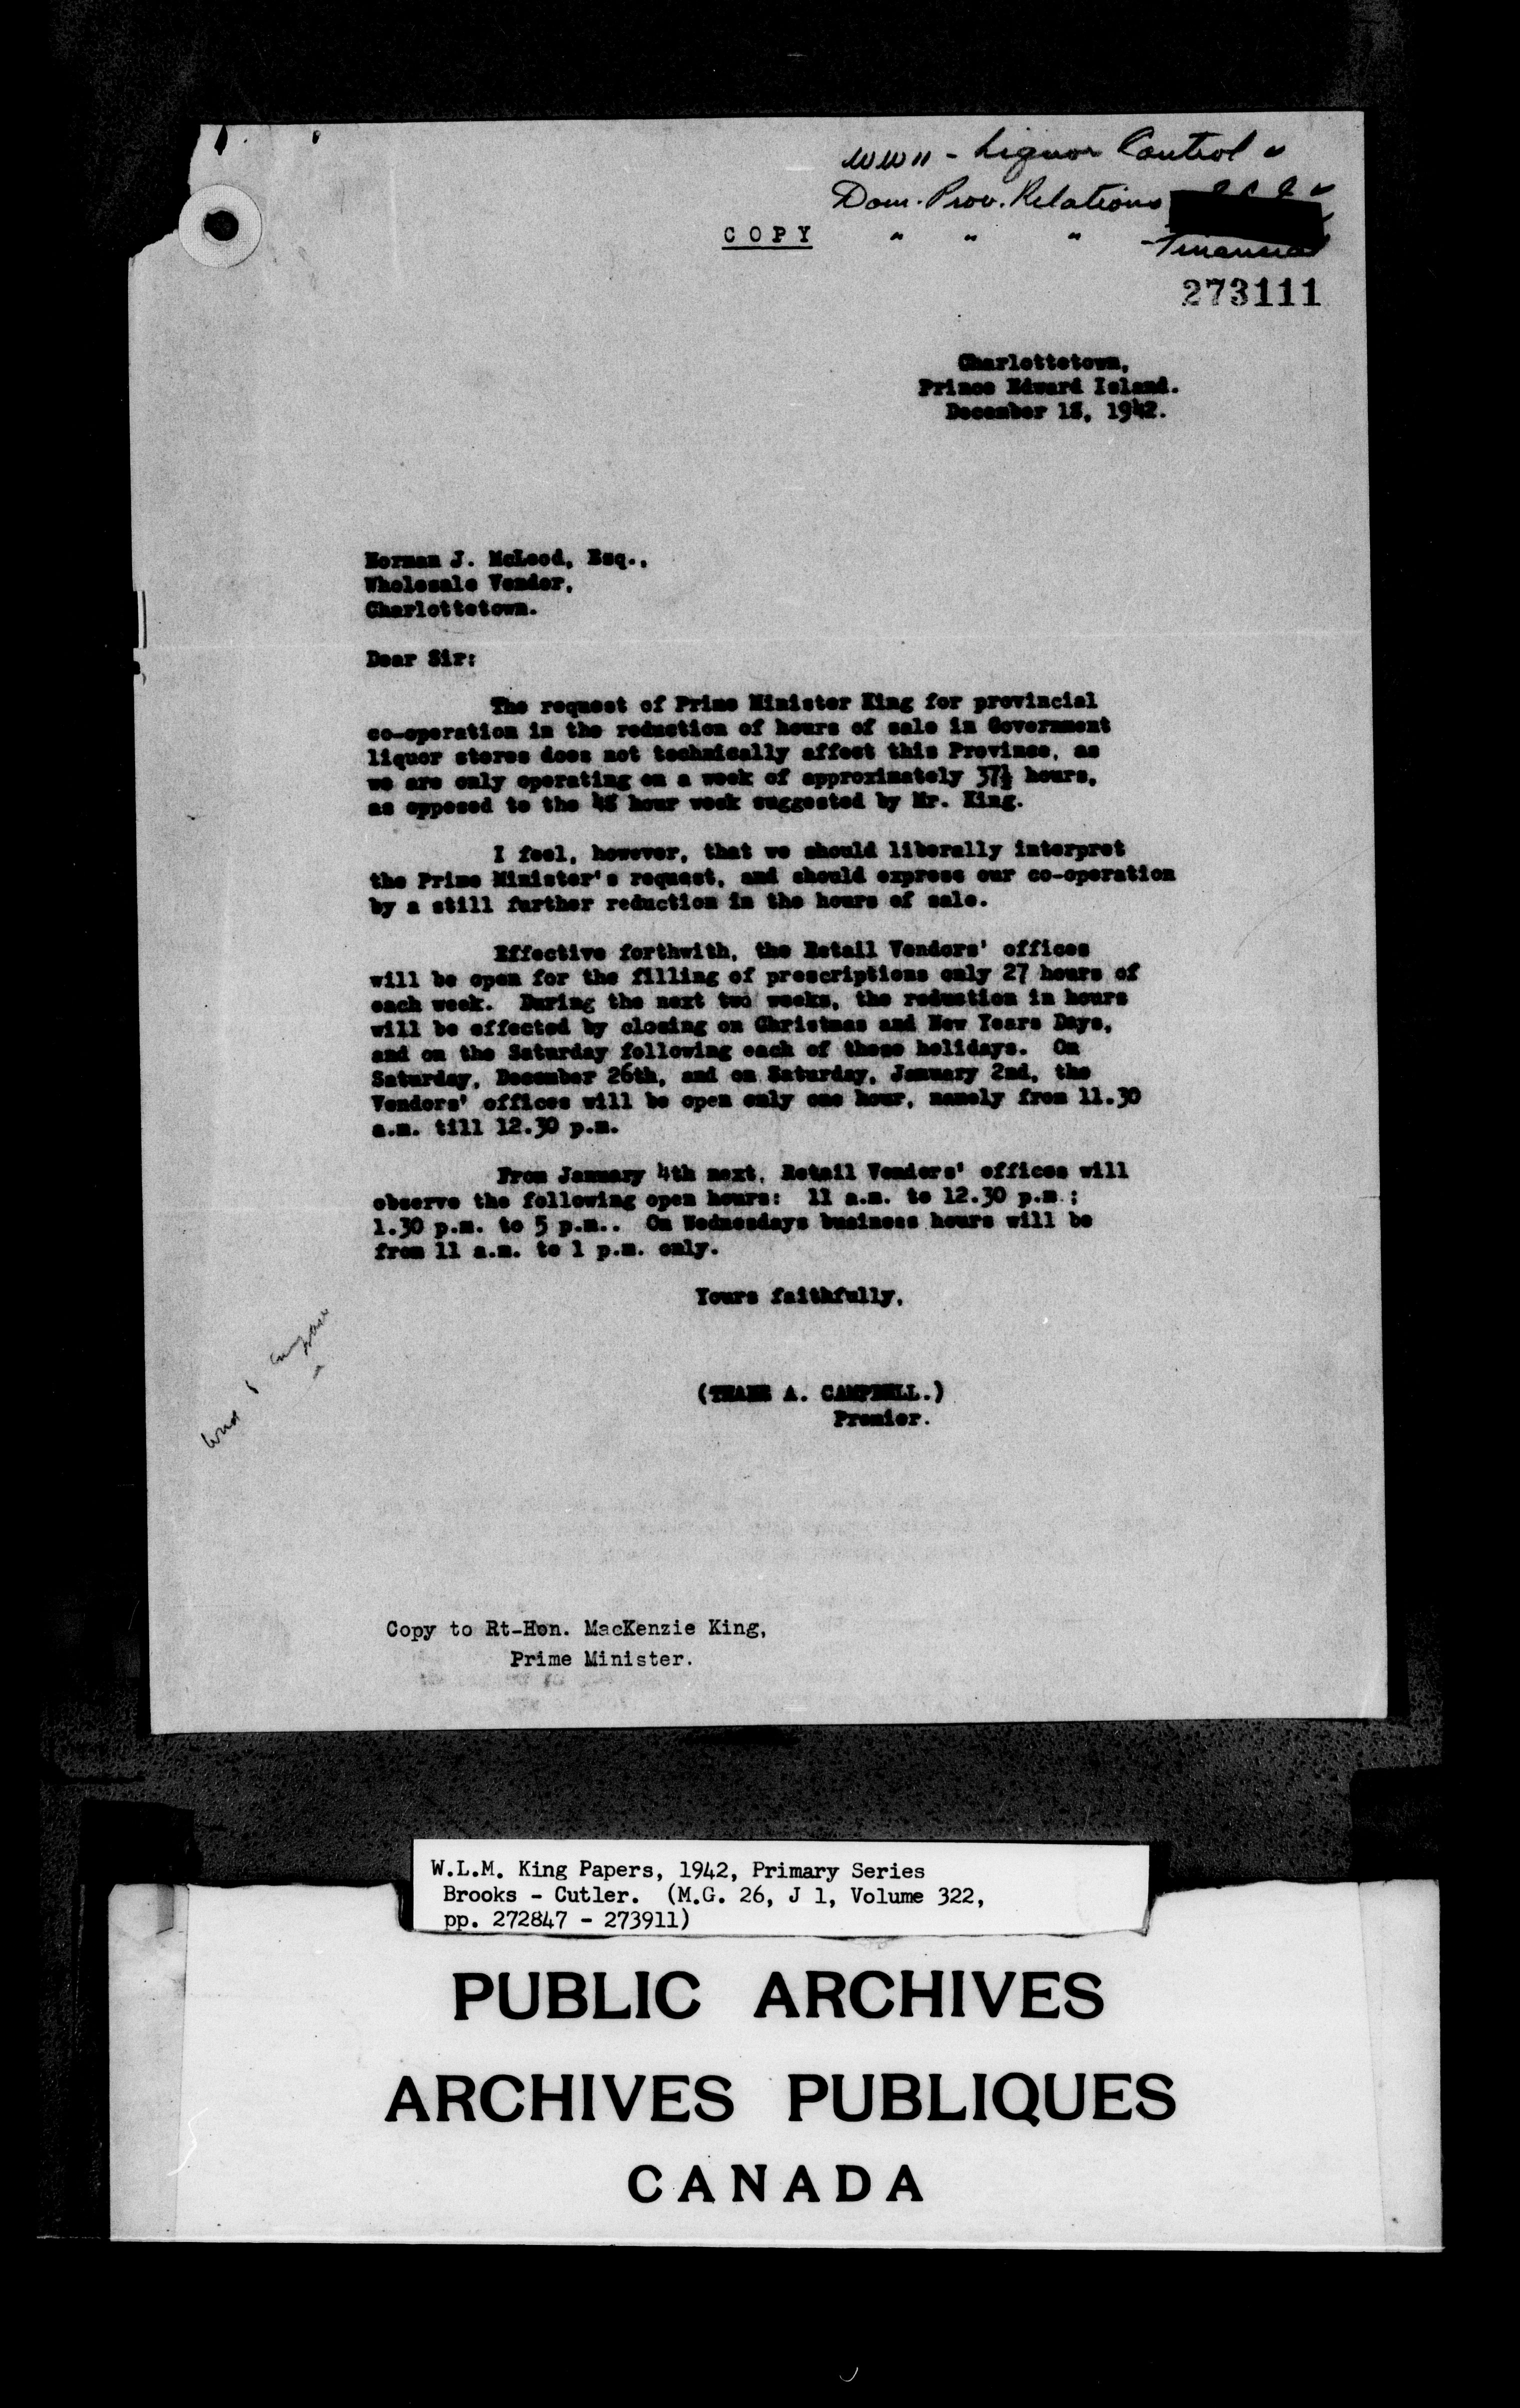 WWII - Liquor Control
Dom. Prov. Relations
COPY " " " - Financial
273111
Charlottetown,
Prince Edward Island.
December 18, 1942.
Norman J. McLeod, Esq.,
Wholesale Vendor,
Charlottetown.
Dear Sir:
The request of Prime Minister King for provincial
co-operation in the reduction of hours of sale in Government
liquor stores does not technically affect this Province, as
we are only operating on a week of approximately 37½ hours,
as opposed to the 48 hour week suggested by Mr. King.
I feel, however, that we should liberally interpret
the Prime Minister's request, and should express our co-operation
by a still further reduction in the hours of sale.
Effective forthwith, the Retail Vendors' offices
will be open for the filling of prescriptions only 27 hours of
each week. During the next two weeks, the reduction in hours
will be effected by closing on Christmas and New Years Days,
and on the Saturday following each of these holidays. On
Saturday, December 26th, and on Saturday, January 2nd, the
Vendors' offices will be open only one hour, namely from 11.30
a.m. till 12.30 p.m.
From January 4th next, Retail Vendors' offices will
observe the following open hours: 11 a.m. to 12.30 p.m.;
1.30 p.m. to 5 p.m.. On Wednesdays business hours will be
from 11 a.m. to 1 p.m. only.
Yours faithfully,
(THANE A. CAMPBELL.)
Premier.
Copy to Rt-Hon. MacKenzie King,
Prime Minister.
W.L.M. King Papers, 1942, Primary Series
Brooks - Cutler. (M.G. 26, J 1, Volume 322,
pp. 272847 - 273911)
PUBLIC ARCHIVES
ARCHIVES PUBLIQUES
CANADA